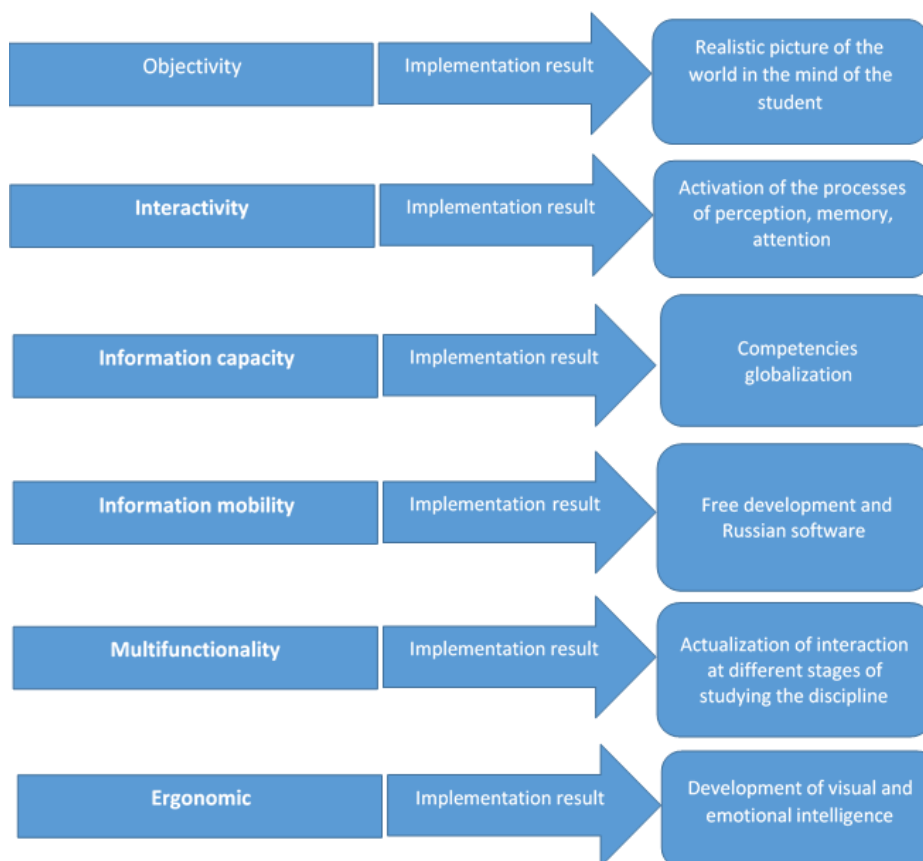 Objectivity
Implementation result
Realistic picture of the
world in the mind of the
student
Interactivity
Implementation result
Activation of the processes
of perception, memory,
attention
Information capacity
Implementation result
Competencies
globalization
Information mobility
Implementation result
Free development and
Russian software
Multifunctionality
Implementation result
Actualization of interaction
at different stages of
studying the discipline
Ergonomic
Implementation result
Development of visual and
emotional intelligence